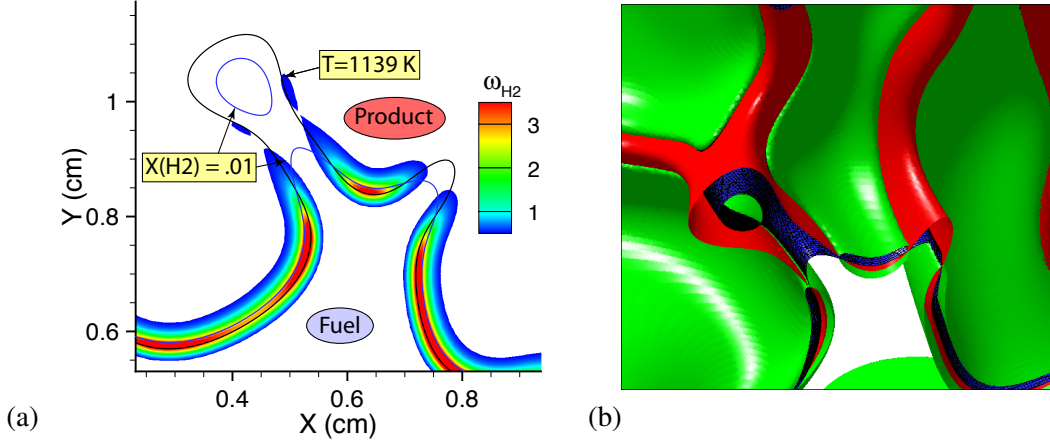 T=1139 K
ω_H2
1
Product
3
X(H2) = .01
2
Y (cm)
0.8
1
0.6
Fuel
0.4
0.6
0.8
X (cm)
(a)
(b)